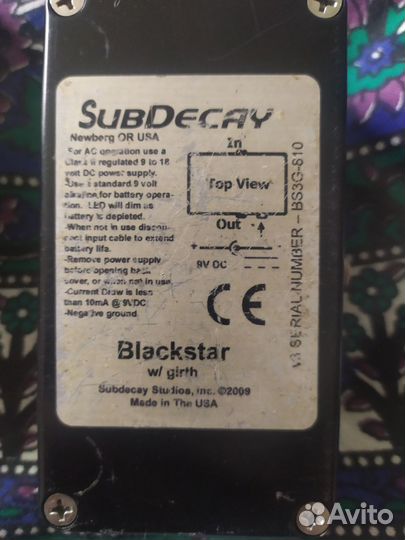 SUBDECAY
Newberg OR USA
For AC operation use a
Class II regulated 9 to 18
volt DC power supply.
-Use a standard 9 volt
alkaline for battery opera-
tion. LED will dim as
battery is depleted.
-When not in use discon-
nect input cable to extend
battery life.
-Remove power supply
before opening back
cover, or when not in use
-Current Draw is less
than 10mA @ 9VDC
-Negative ground.
In
Top View
Out
- +
9V DC
CE
V3 SERIAL NUMBER - BS3G-810
Blackstar
w/ girth
Subdecay Studios, inc. ©2009
Made in The USA
Avito